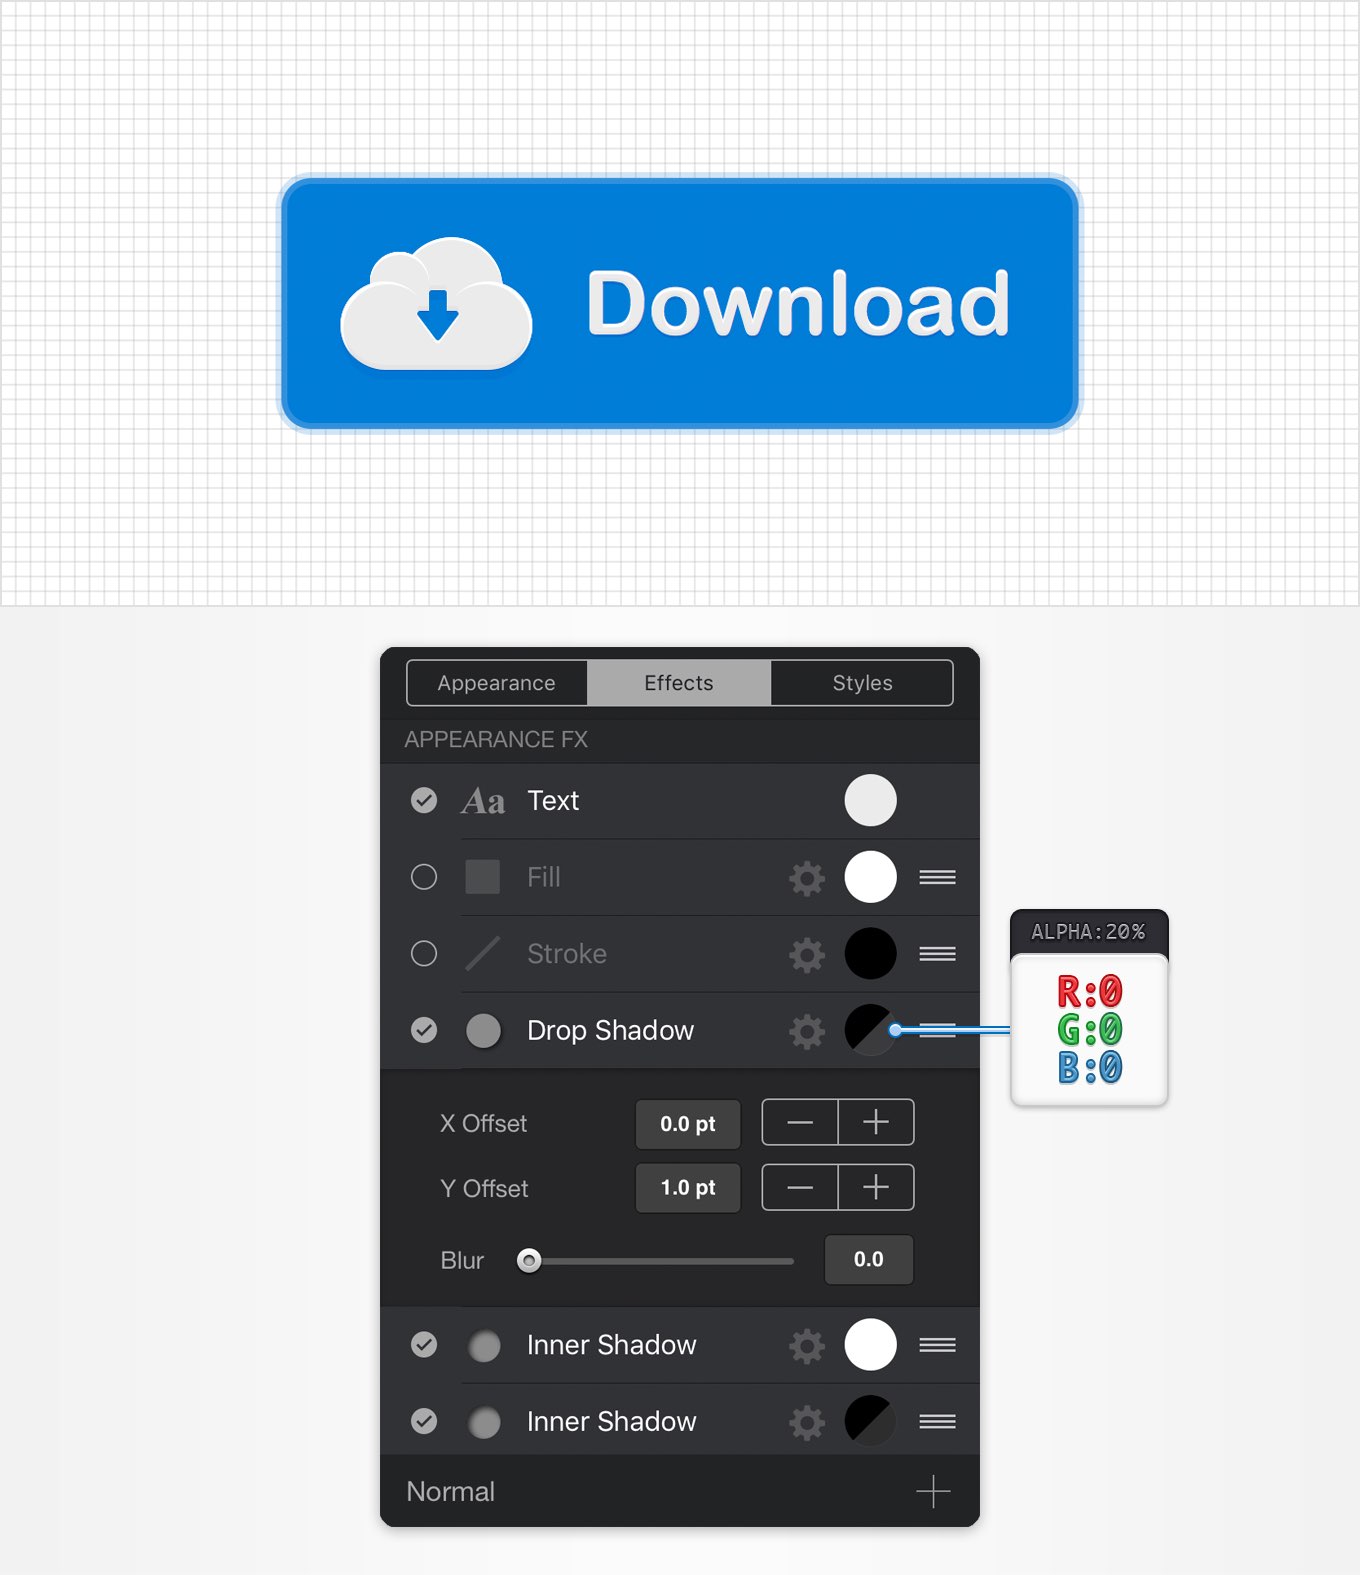 Download
Appearance
Effects
Styles
APPEARANCE FX
Aa Text
Fill
Stroke
Drop Shadow
ALPHA:20%
R:0
G:0
B:0
X Offset 0.0 pt
Y Offset 1.0 pt
Blur 0.0
Inner Shadow
Inner Shadow
Normal